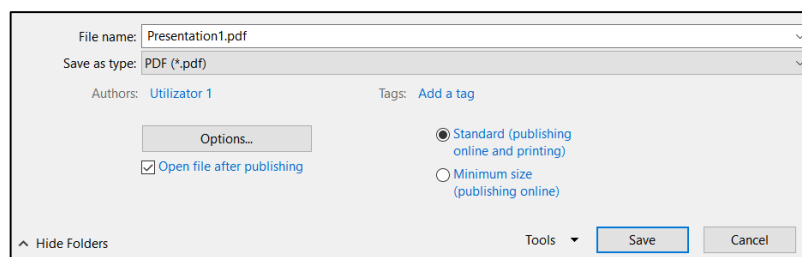 File name: Presentation1.pdf
Save as type: PDF (*.pdf)
Authors: Utilizator 1 Tags: Add a tag
Options...
Open file after publishing
Standard (publishing
online and printing)
Minimum size
(publishing online)
Hide Folders Tools Save Cancel